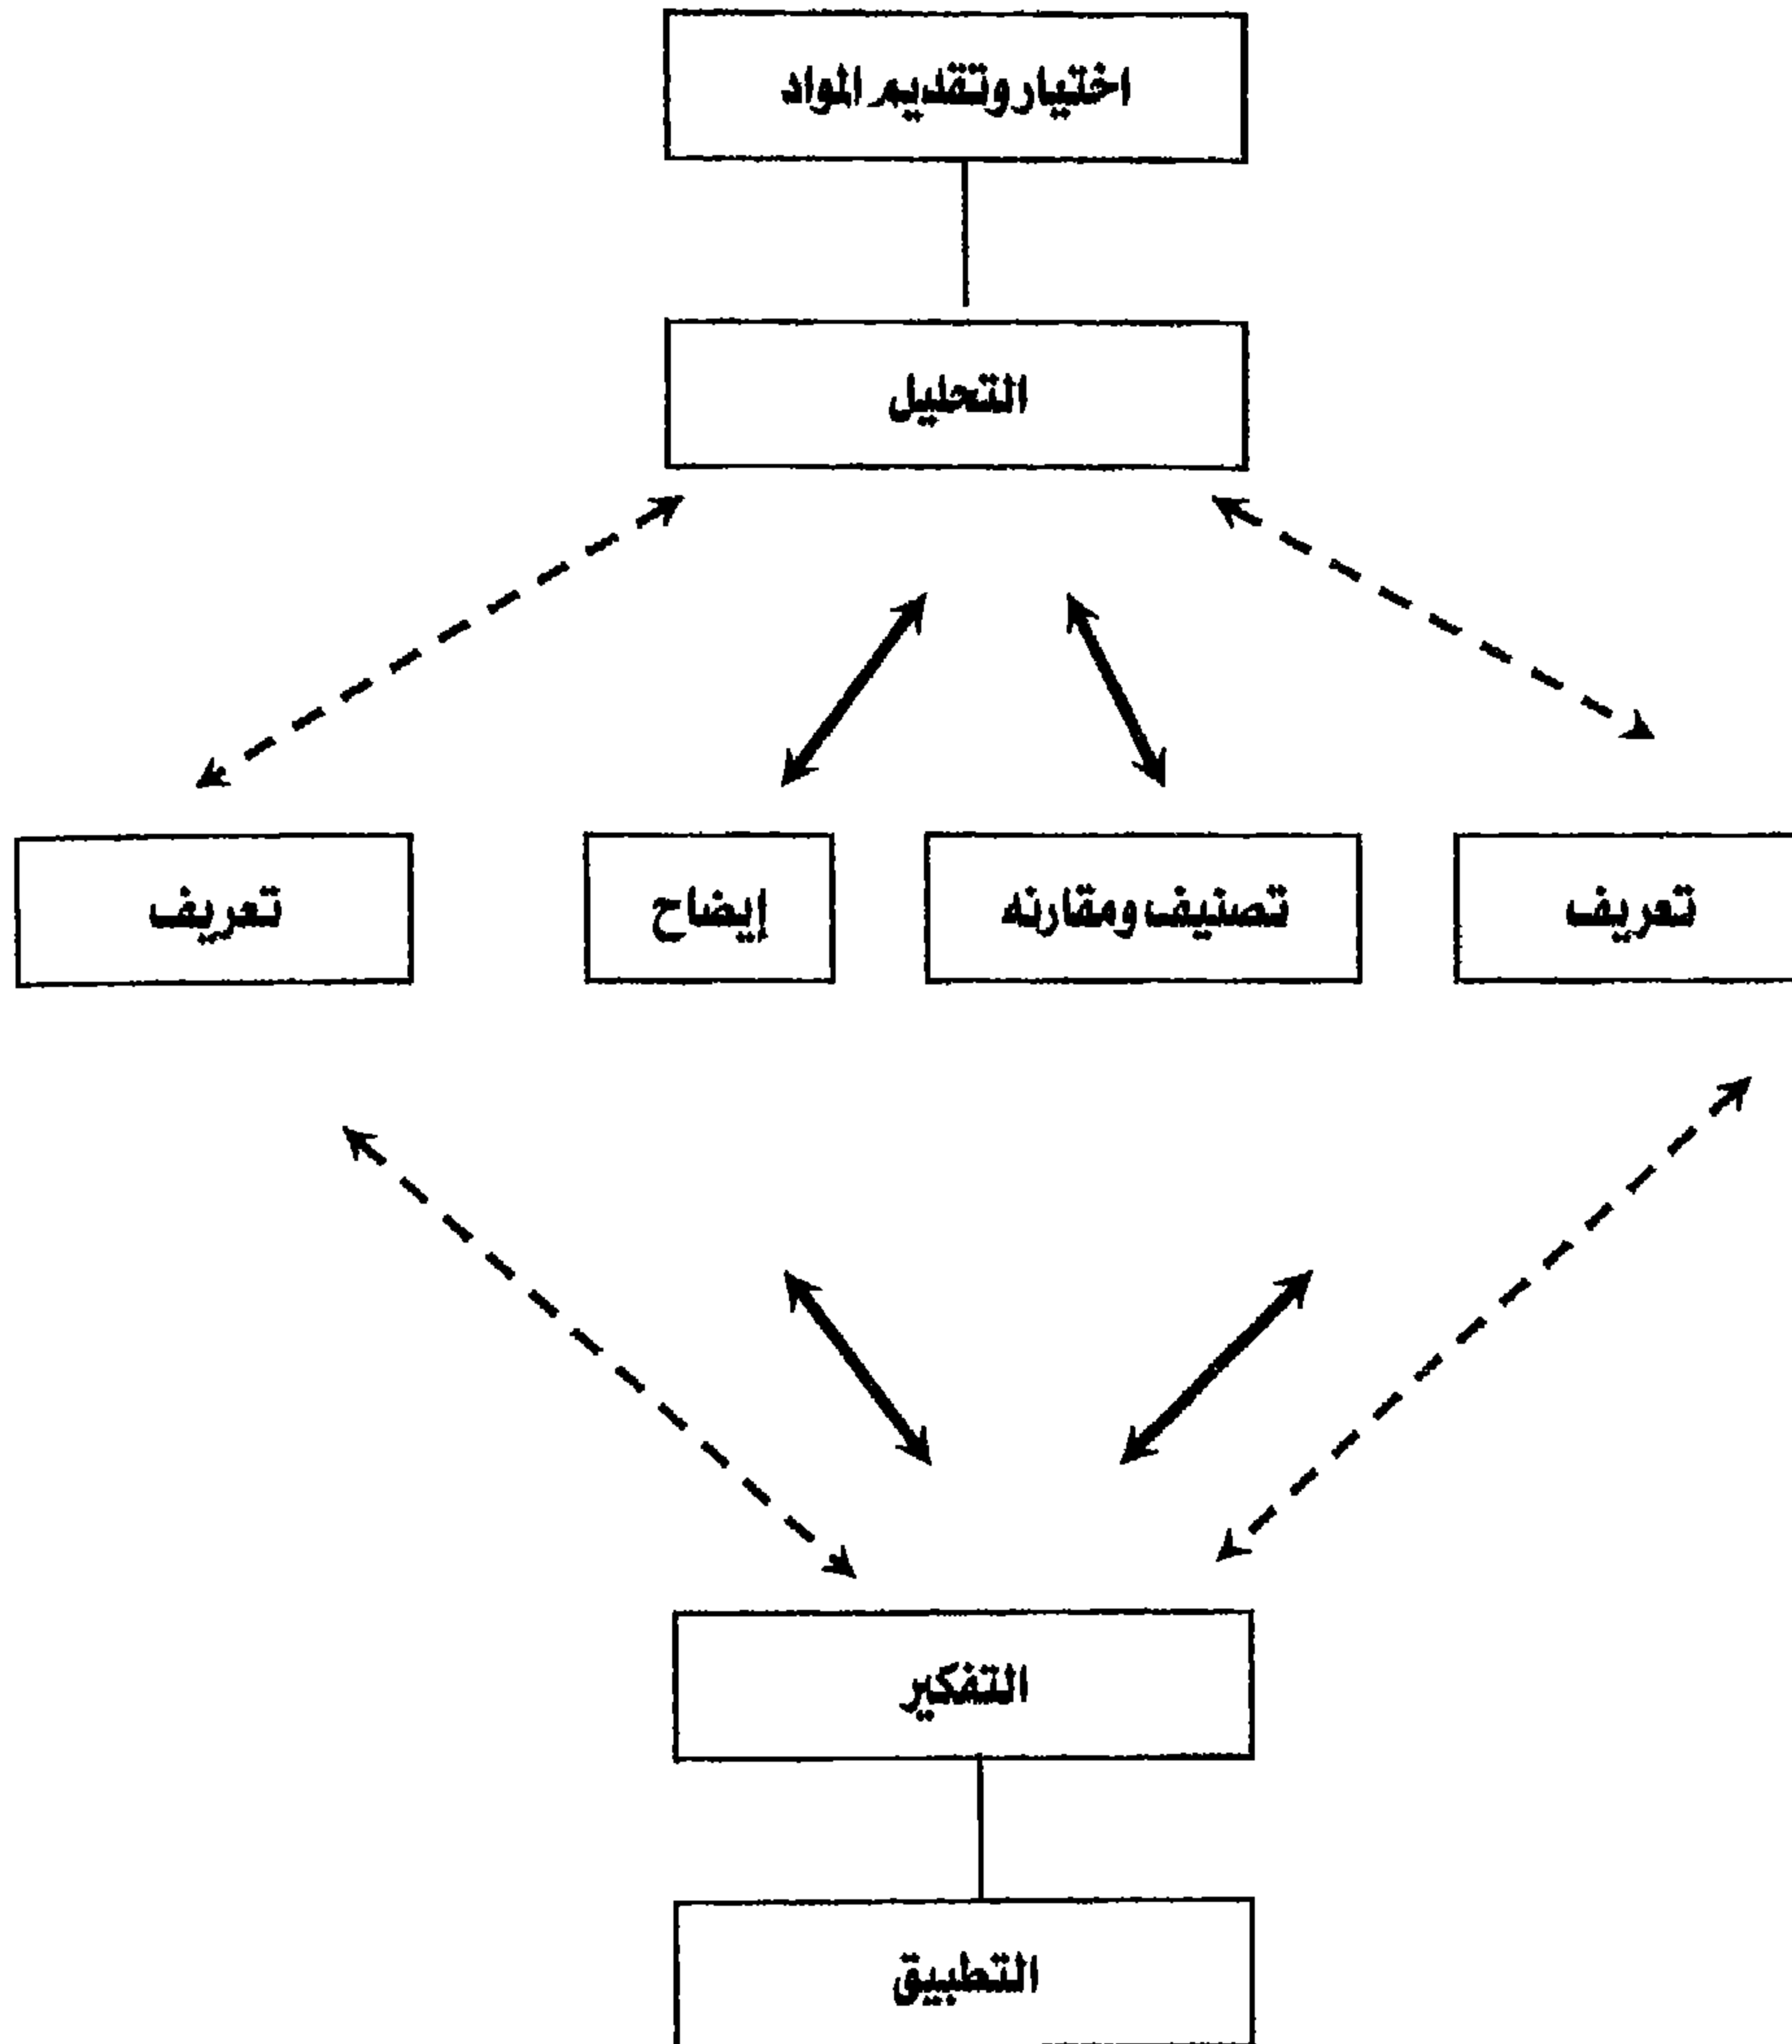 اختيار وتقديم المواد
التحليل
تعريف
تصنيف ومقارنه
إيضاح
تعريف
التفكير
التطبيق